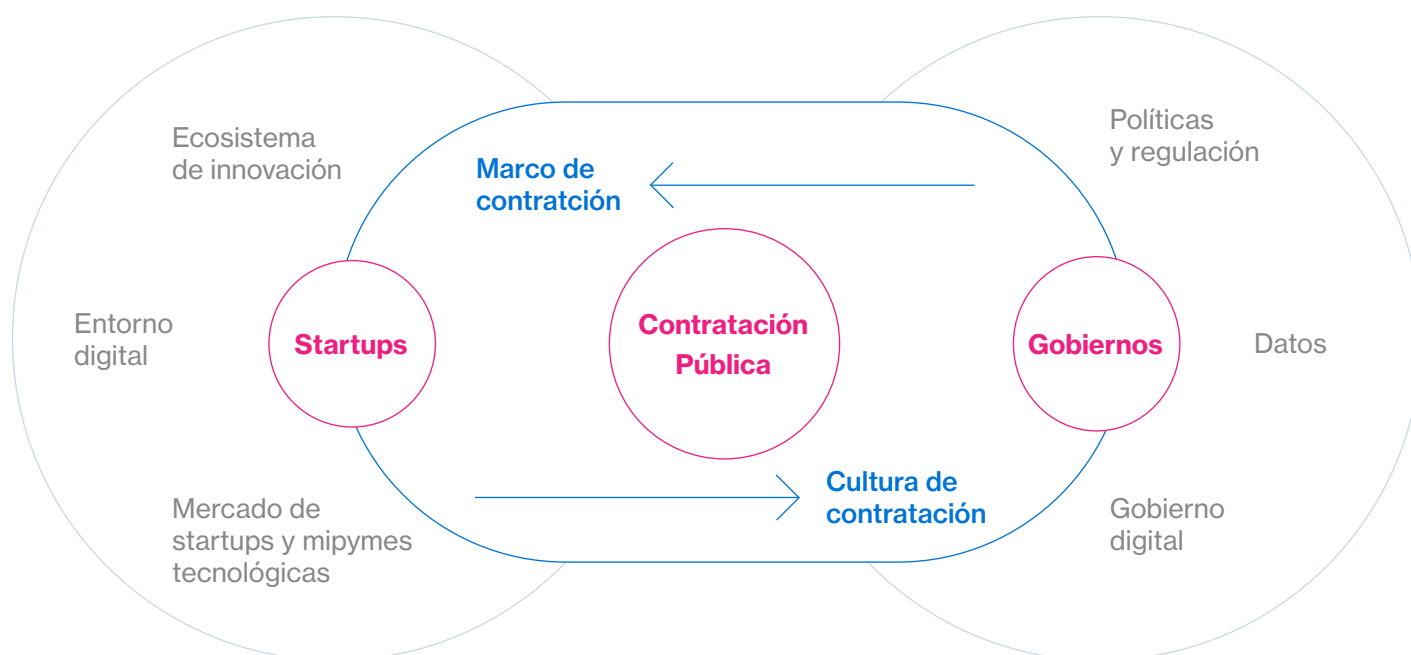 Ecosistema
de innovación
Entorno
digital
Mercado de
startups y mipymes
tecnológicas
Startups
Marco de
contratción
Contratación
Pública
Cultura de
contratación
Gobiernos
Políticas
y regulación
Datos
Gobierno
digital